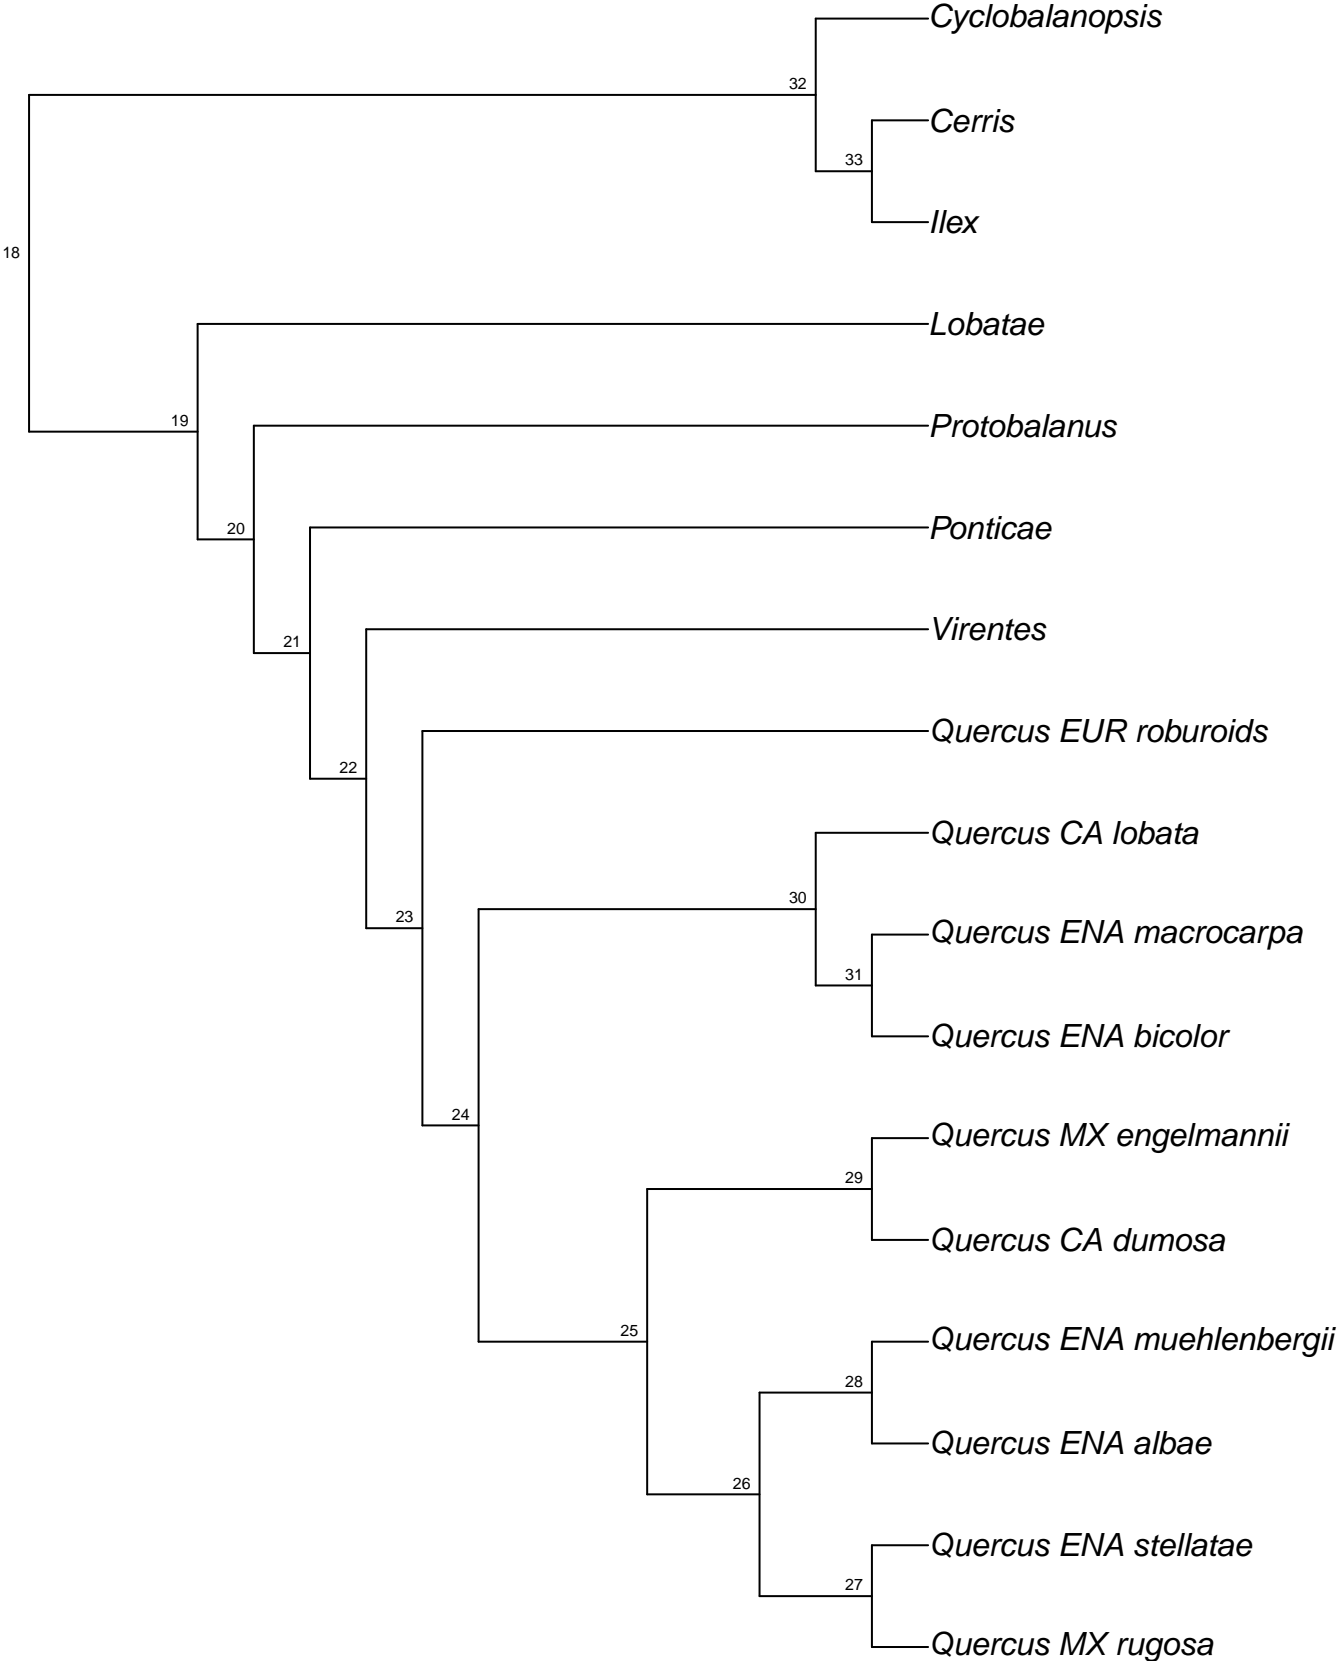 Cyclobalanopsis
32
Cerris
33
Ilex
18
Lobatae
19
Protobalanus
20
Ponticae
21
Virentes
22
Quercus EUR roburoids
23
Quercus CA lobata
30
Quercus ENA macrocarpa
31
Quercus ENA bicolor
24
Quercus MX engelmannii
29
Quercus CA dumosa
25
Quercus ENA muehlenbergii
28
Quercus ENA albae
26
Quercus ENA stellatae
27
Quercus MX rugosa